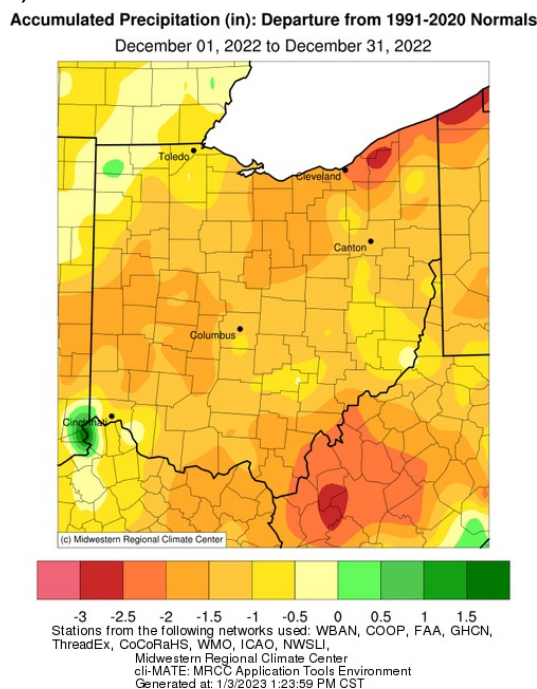 Accumulated Precipitation (in): Departure from 1991-2020 Normals
December 01, 2022 to December 31, 2022
Toledo
Cleveland
Canton
Columbus
Cincinnati
(c) Midwestern Regional Climate Center
-3 -2.5 -2 -1.5 -1 -0.5 0 0.5 1 1.5
Stations from the following networks used: WBAN, COOP, FAA, GHCN,
ThreadEx, CoCoRaHS, WMO, ICAO, NWSLI,
Midwestern Regional Climate Center
cli-MATE: MRCC Application Tools Environment
Generated at: 1/3/2023 1:23:59 PM CST